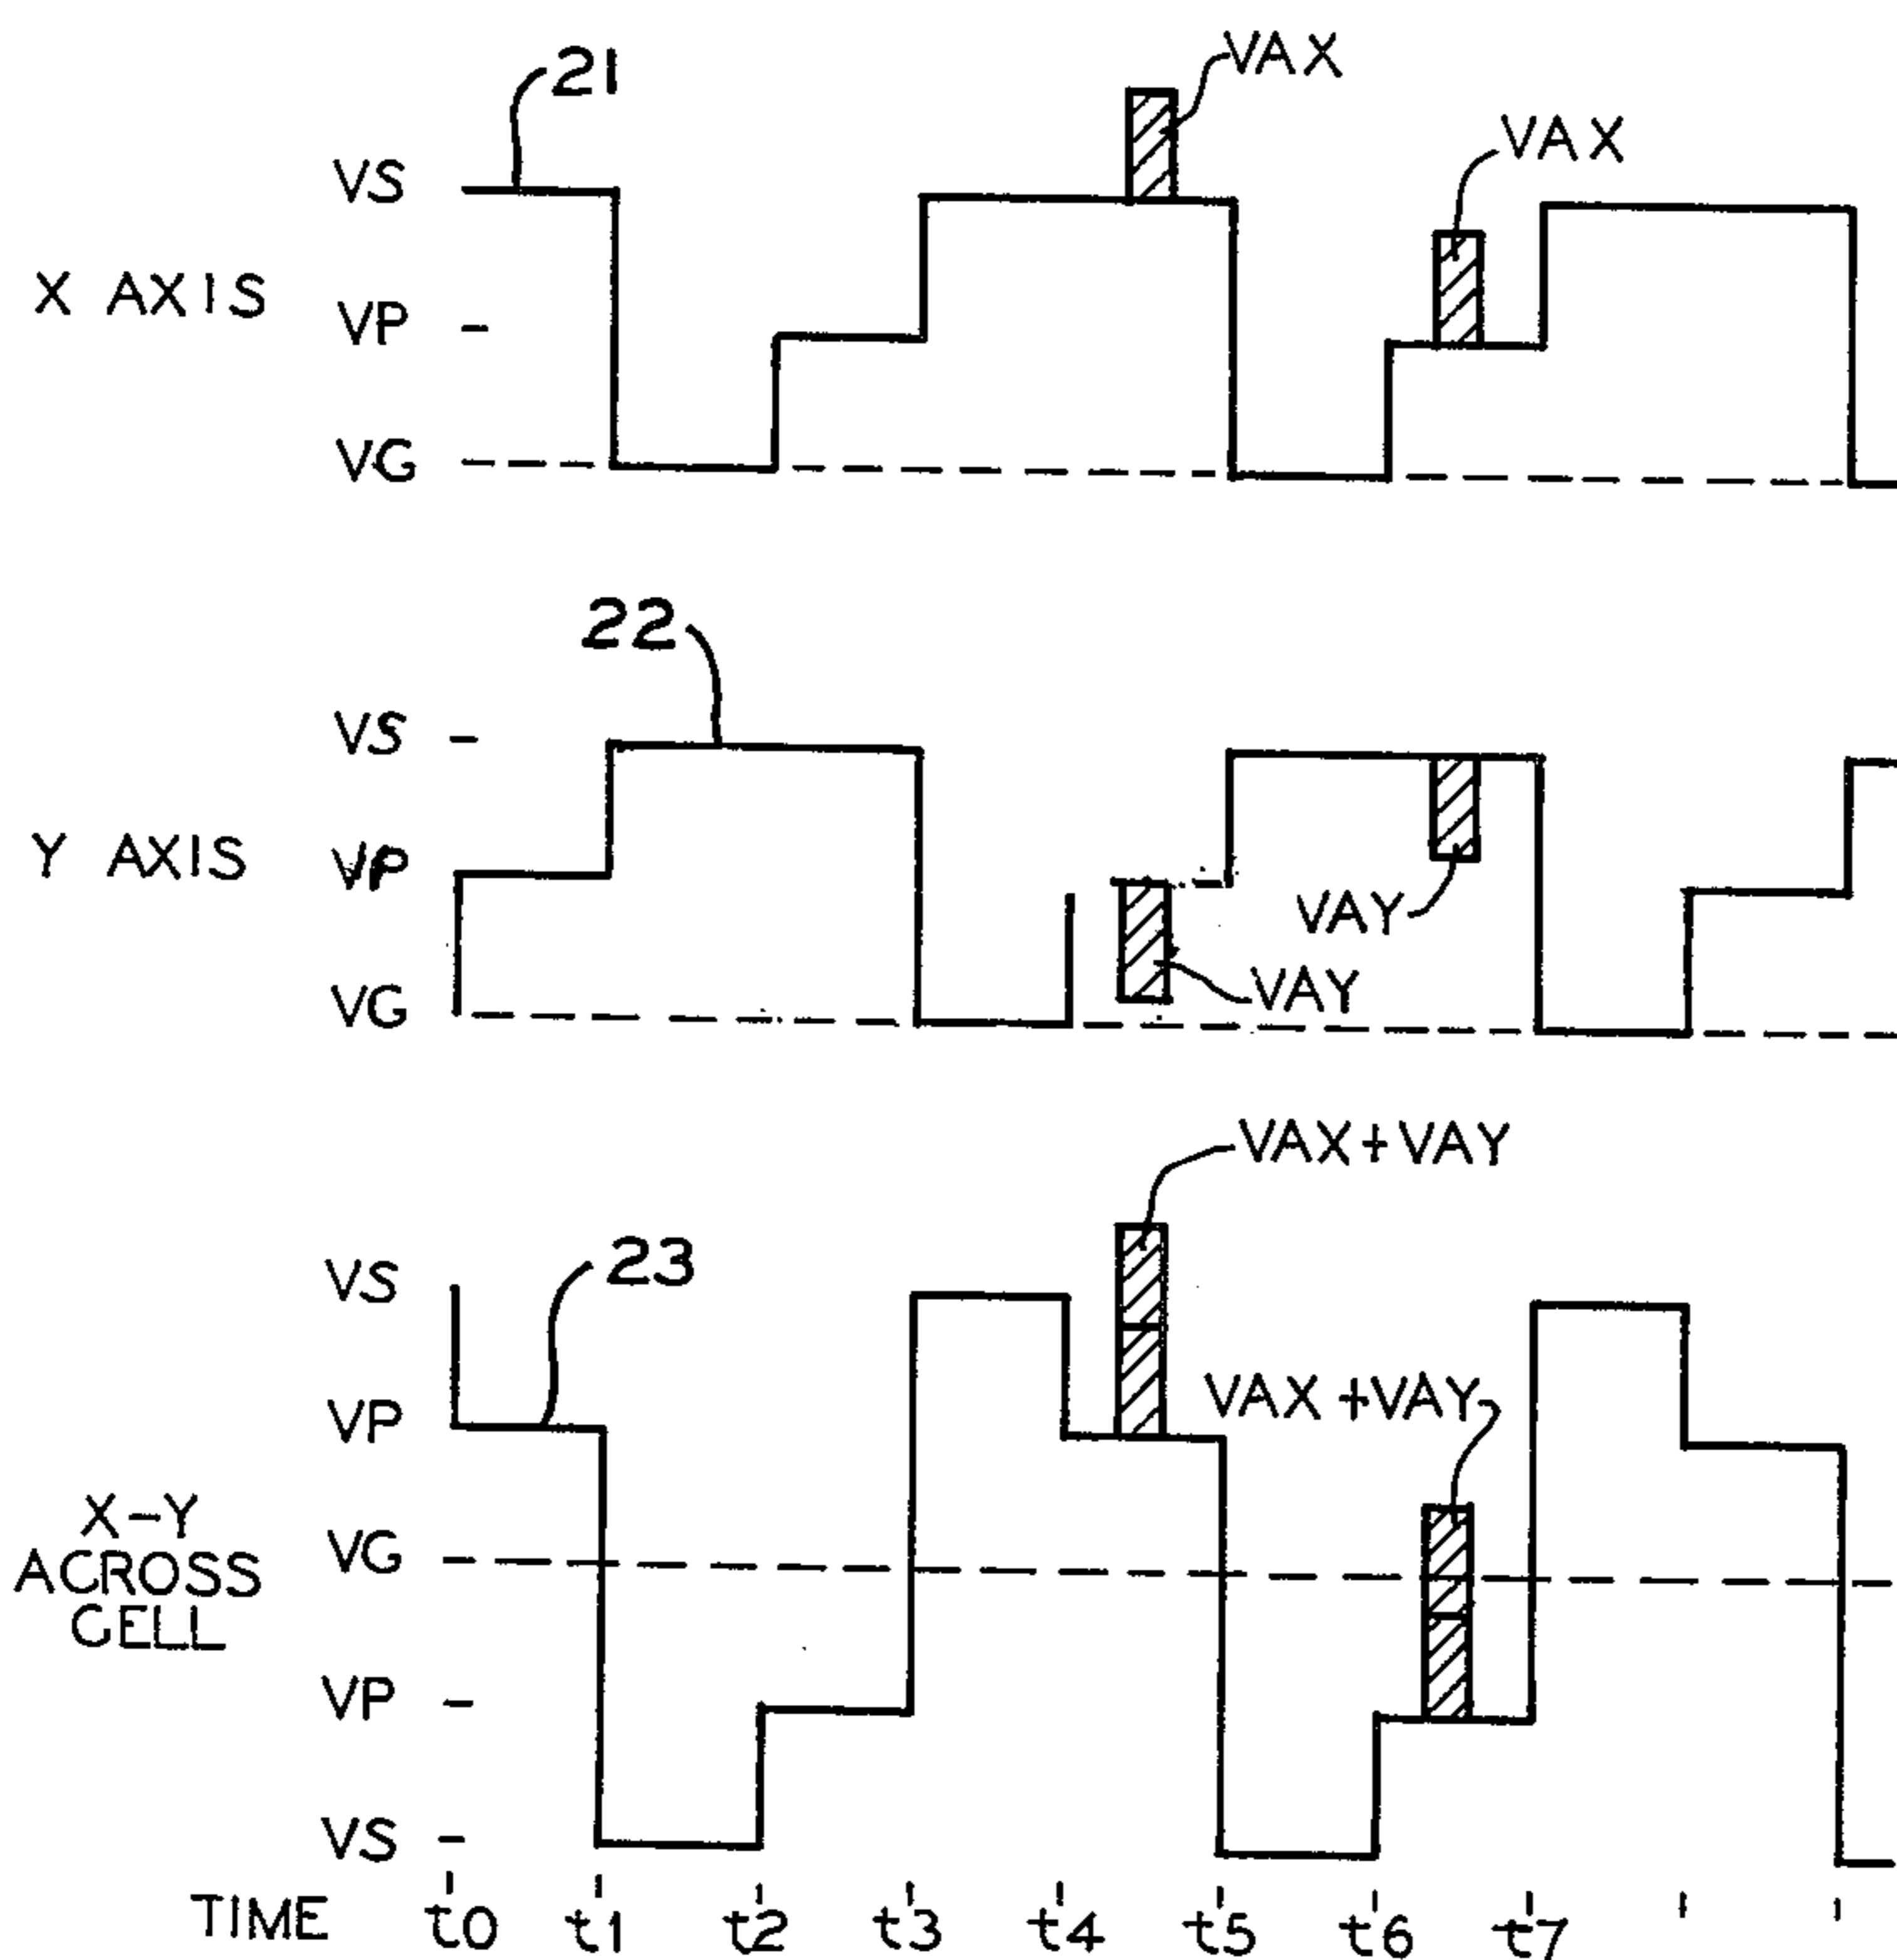 21
VAX
VAX
VS
X AXIS
VP
VG
22
VS
Y AXIS
VP
VAY
VG
VAY
VAX+VAY
VS
23
VP
VAX+VAY
X-Y
ACROSS
CELL
VG
VP
VS
TIME t0 t1 t2 t3 t4 t5 t6 t7